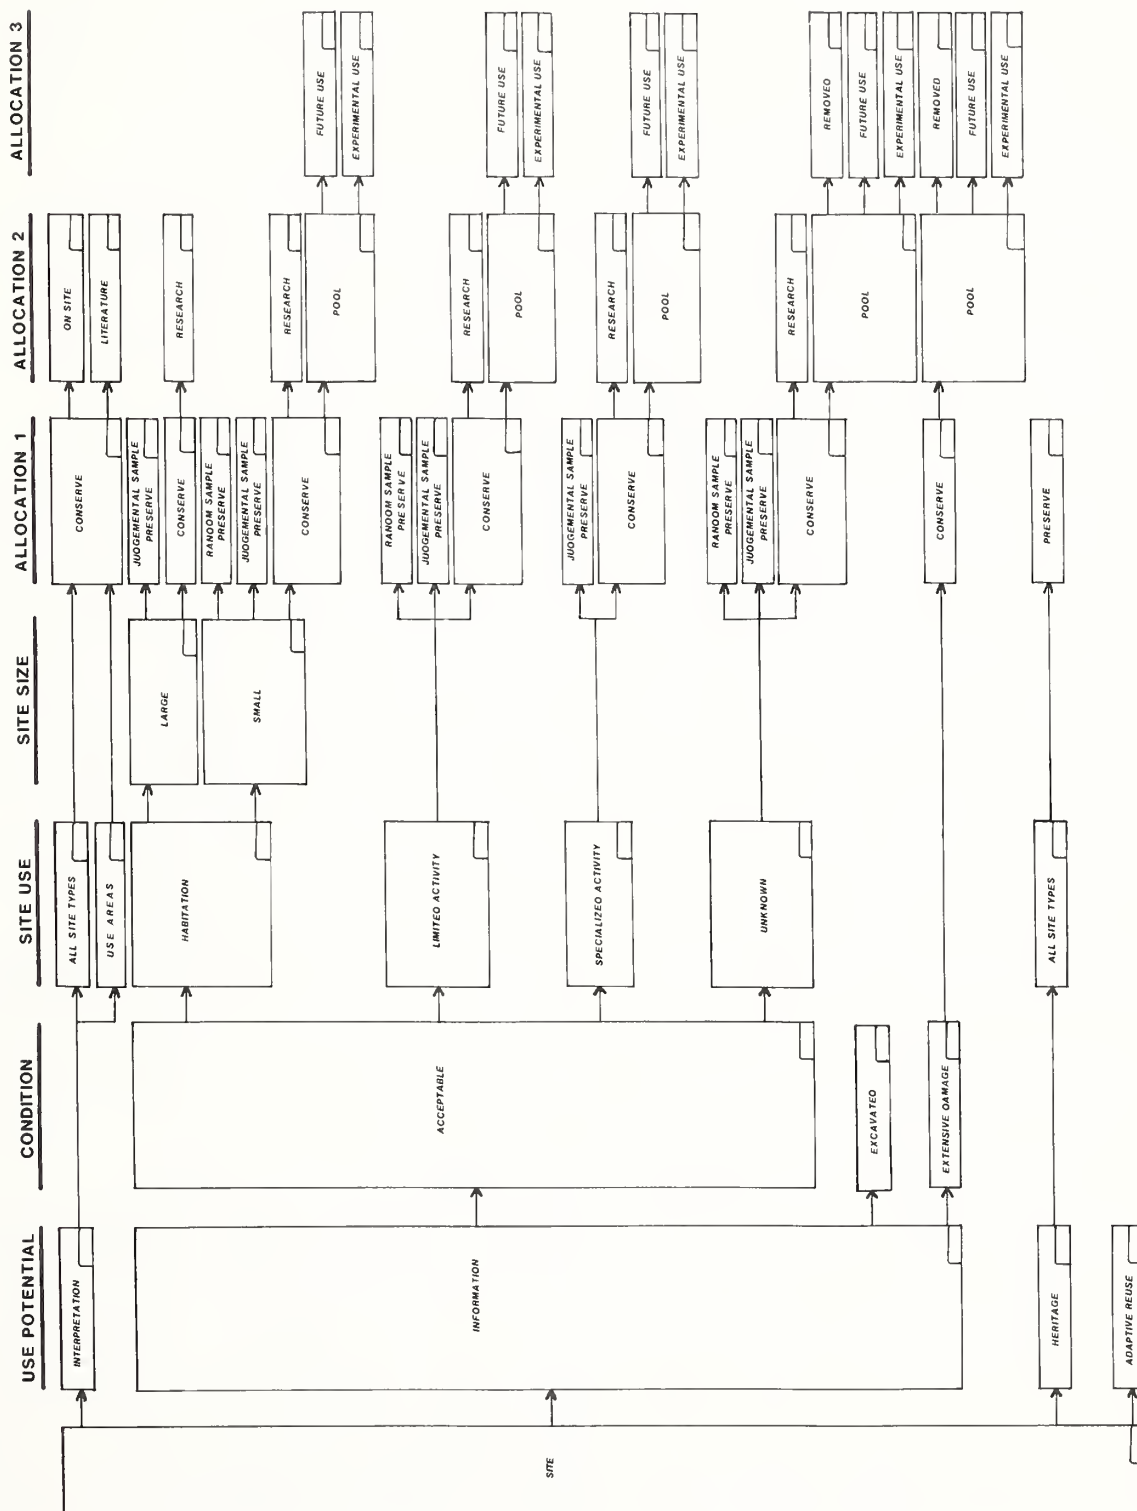 USE POTENTIAL
CONDITION
SITE USE
SITE SIZE
ALLOCATION 1
ALLOCATION 2
ALLOCATION 3
SITE
INTERPRETATION
INFORMATION
HERITAGE
ADAPTIVE REUSE
ACCEPTABLE
EXCAVATED
EXTENSIVE DAMAGE
ALL SITE TYPES
USE AREAS
HABITATION
LIMITED ACTIVITY
SPECIALIZED ACTIVITY
UNKNOWN
ALL SITE TYPES
LARGE
SMALL
CONSERVE
JUDGEMENTAL SAMPLE
PRESERVE
CONSERVE
RANDOM SAMPLE
PRESERVE
JUDGEMENTAL SAMPLE
PRESERVE
CONSERVE
RANDOM SAMPLE
PRESERVE
JUDGEMENTAL SAMPLE
PRESERVE
CONSERVE
JUDGEMENTAL SAMPLE
PRESERVE
CONSERVE
RANDOM SAMPLE
PRESERVE
JUDGEMENTAL SAMPLE
PRESERVE
CONSERVE
CONSERVE
PRESERVE
ON SITE
LITERATURE
RESEARCH
RESEARCH
POOL
RESEARCH
POOL
RESEARCH
POOL
RESEARCH
POOL
POOL
FUTURE USE
EXPERIMENTAL USE
FUTURE USE
EXPERIMENTAL USE
FUTURE USE
EXPERIMENTAL USE
REMOVED
FUTURE USE
EXPERIMENTAL USE
REMOVED
FUTURE USE
EXPERIMENTAL USE